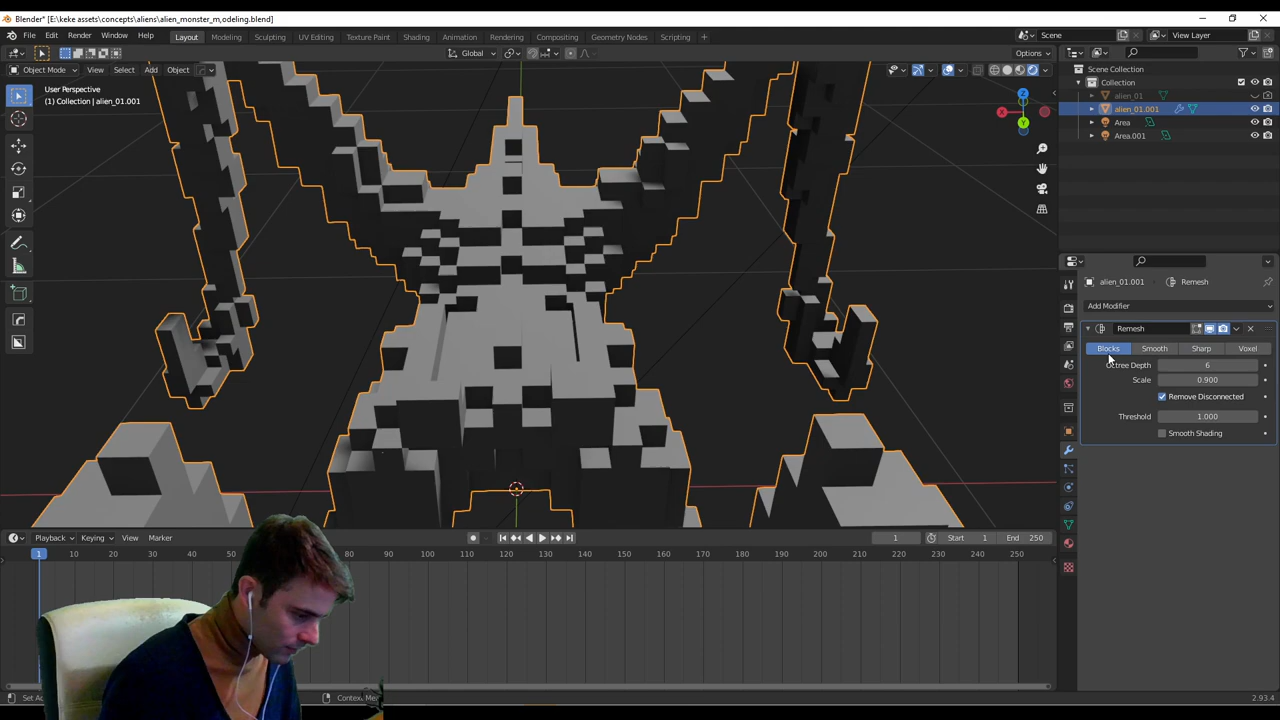 Blender* [E:\keke assets\concepts\aliens\alien_monster_m,odeling.blend]
File Edit Render Window Help Layout Modeling Sculpting UV Editing Texture Paint Shading Animation Rendering Compositing Geometry Nodes Scripting Scene View Layer
Global Options
Object Mode View Select Add Object
Scene Collection
Collection
alien_01
alien_01.001
Area
Area.001
User Perspective
(1) Collection | alien_01.001
Z
X
Y
alien_01.001 Remesh
Add Modifier
Remesh
Blocks Smooth Sharp Voxel
Octree Depth 6
Scale 0.900
Remove Disconnected
Threshold 1.000
Smooth Shading
Playback Keying View Marker 1 Start 1 End 250
1 10 20 30 40 50 80 90 100 110 120 130 140 150 160 170 180 190 200 210 220 230 240 250
Context Me
2.93.4